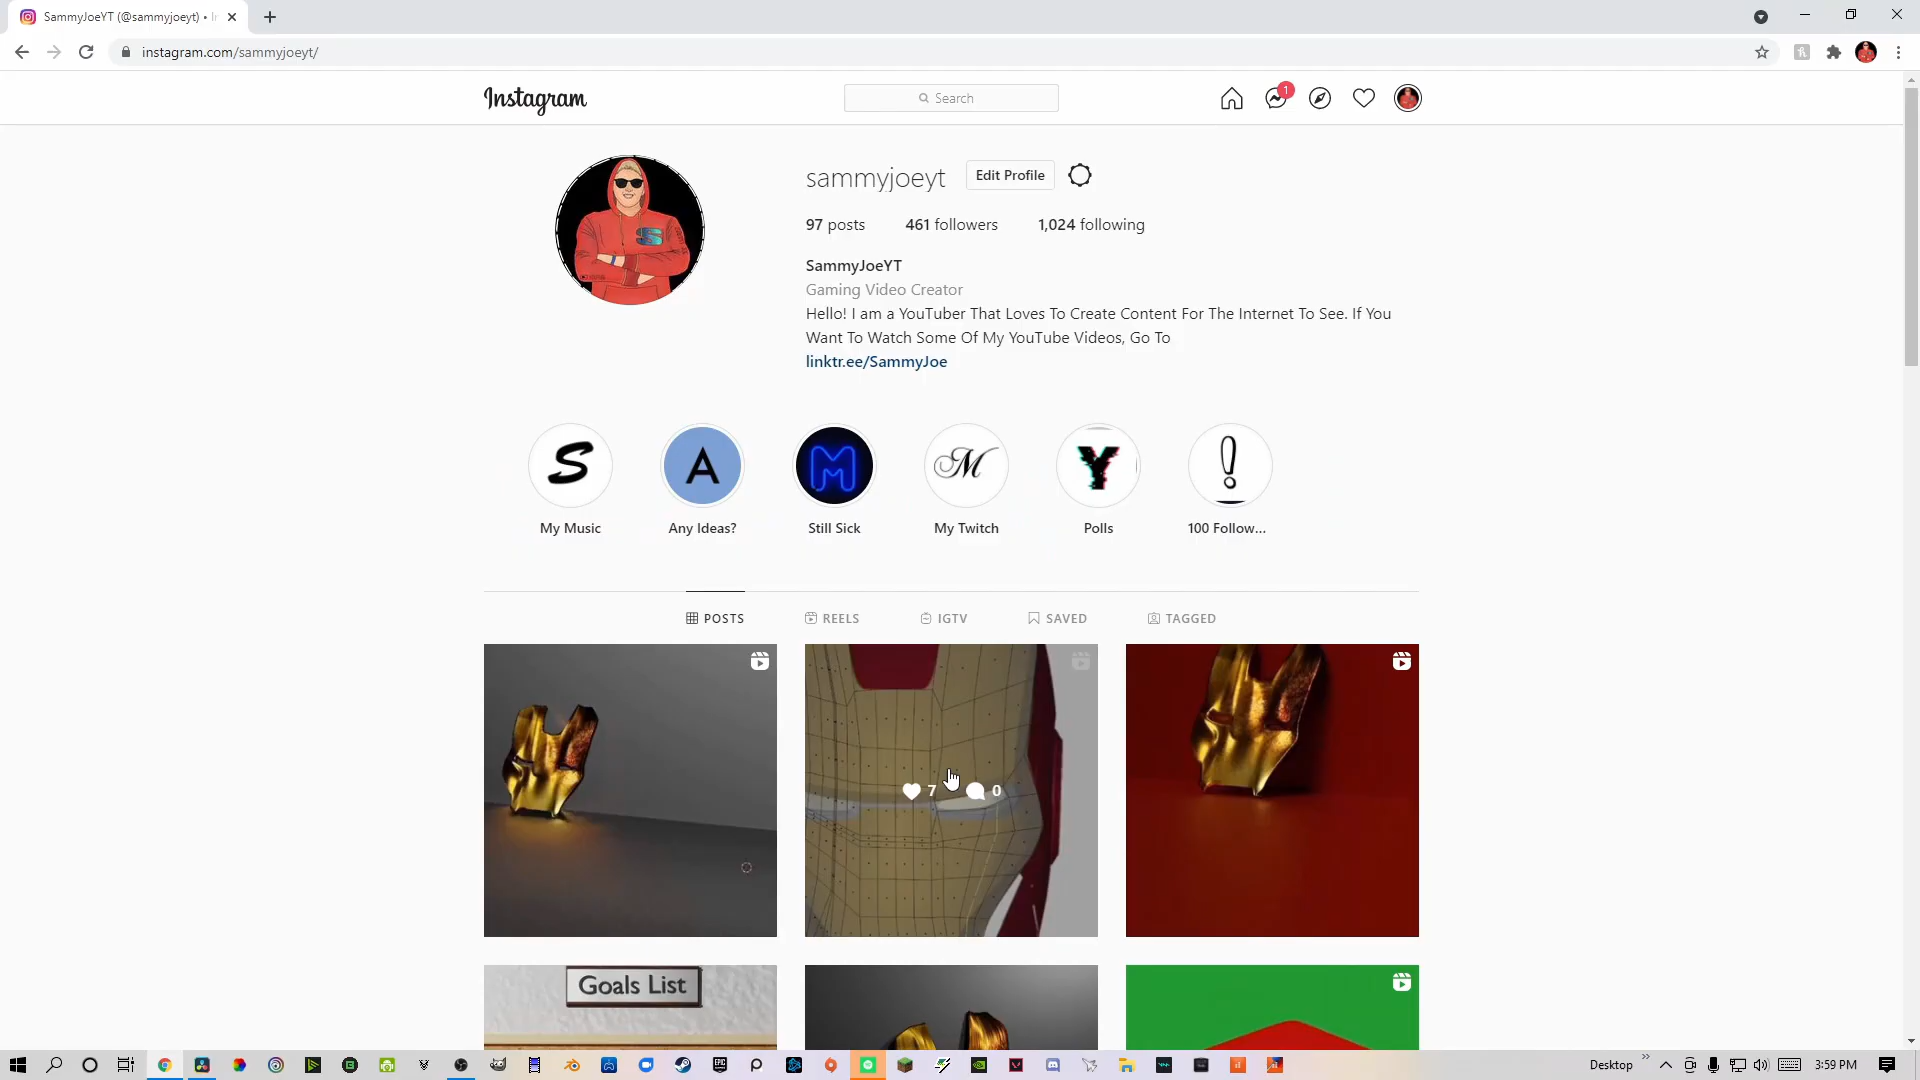 SammyJoeYT (@sammyjoeyt) •
instagram.com/sammyjoeyt/
Instagram
Search
1
sammyjoeyt
Edit Profile
97 posts
461 followers
1,024 following
SammyJoeYT
Gaming Video Creator
Hello! I am a YouTuber That Loves To Create Content For The Internet To See. If You
Want To Watch Some Of My YouTube Videos, Go To
linktr.ee/SammyJoe
S
A
M
M
Y
!
My Music
Any Ideas?
Still Sick
My Twitch
Polls
100 Follow...
POSTS
REELS
IGTV
SAVED
TAGGED
7
0
Goals List
Desktop
3:59 PM